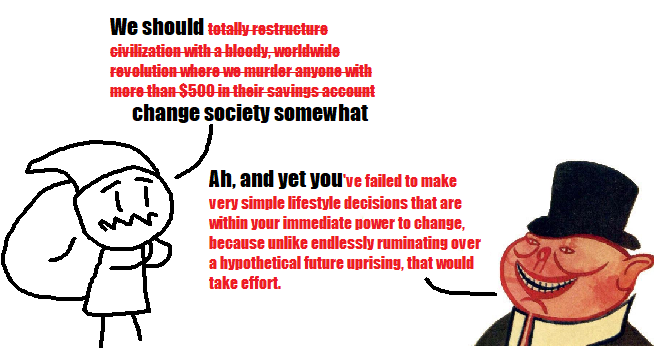 We should totally restructure
civilization with a bloody, worldwide
revolution where we murder anyone with
more than $500 in their savings account
change society somewhat
Ah, and yet you've failed to make
very simple lifestyle decisions that are
within your immediate power to change,
because unlike endlessly ruminating over
a hypothetical future uprising, that would
take effort.